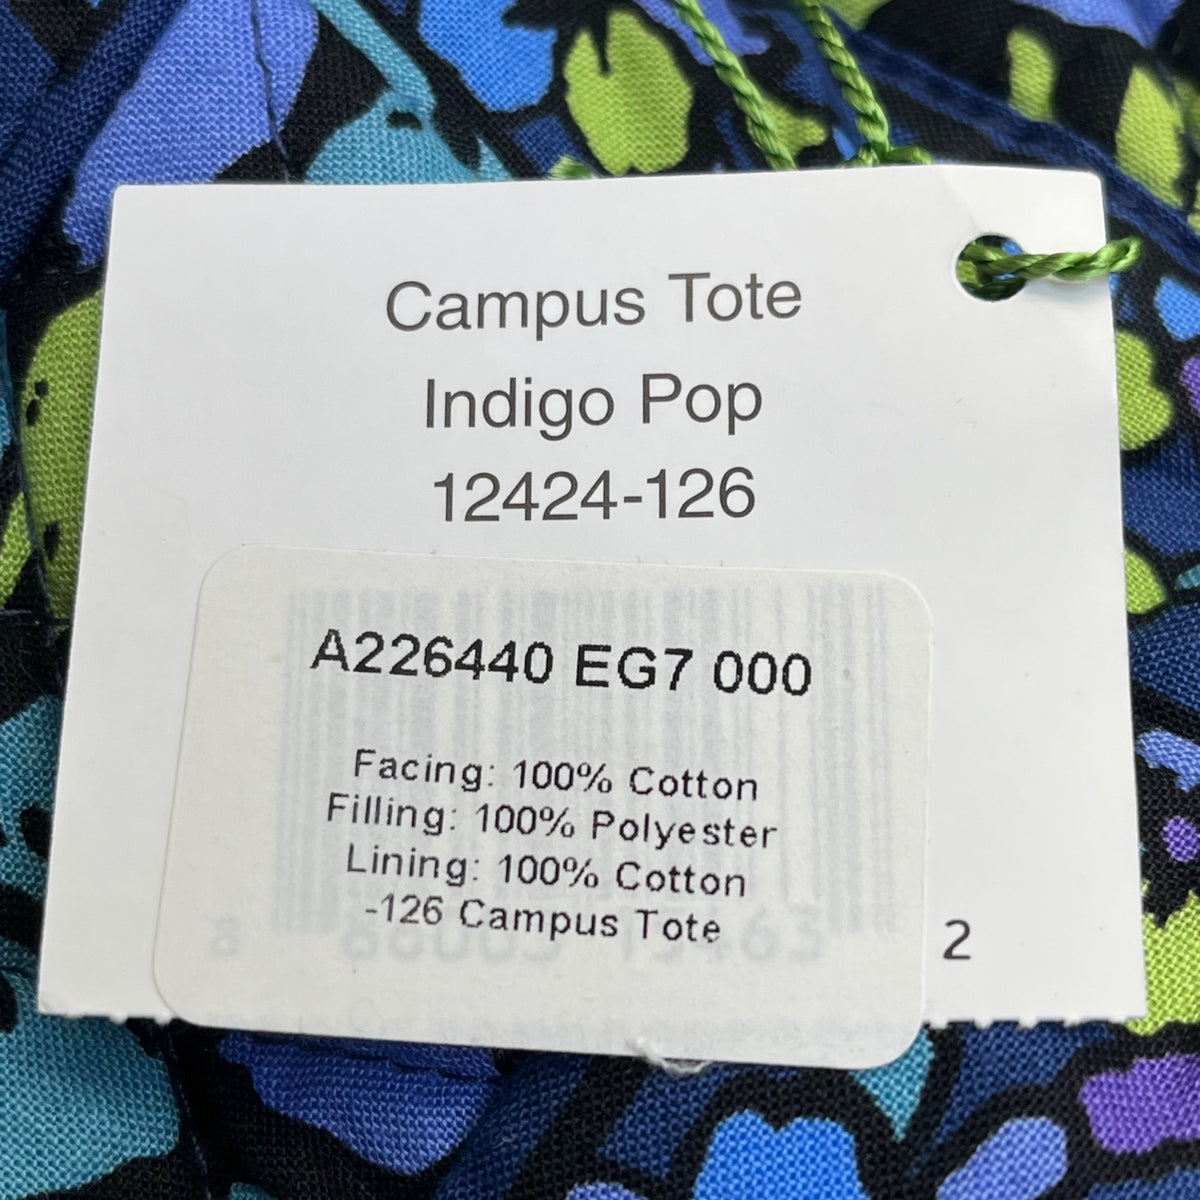 Campus Tote
Indigo Pop
12424-126
A226440 EG7 000
Facing: 100% Cotton
Filling: 100% Polyester
Lining: 100% Cotton
-126 Campus Tote
2